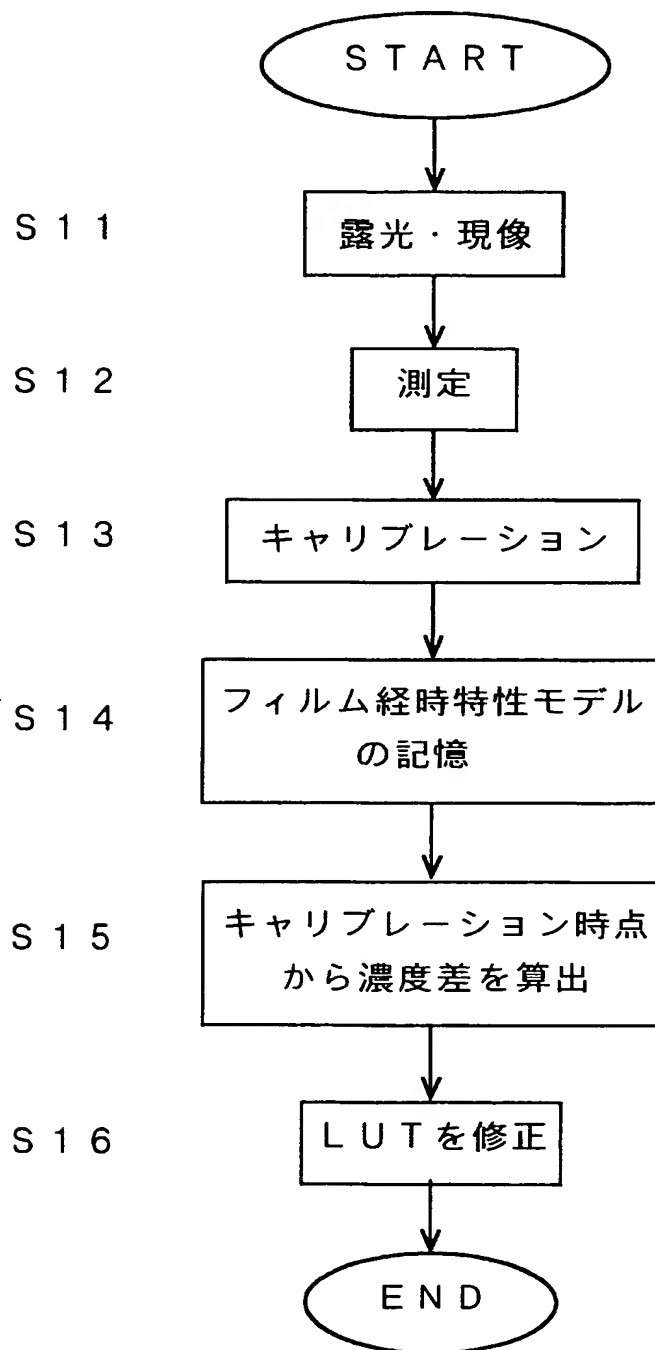 START
S11
露光・現像
S12
測定
S13
キャリブレーション
S14
フィルム経時特性モデル
の記憶
S15
キャリブレーション時点
から濃度差を算出
S16
LUTを修正
END